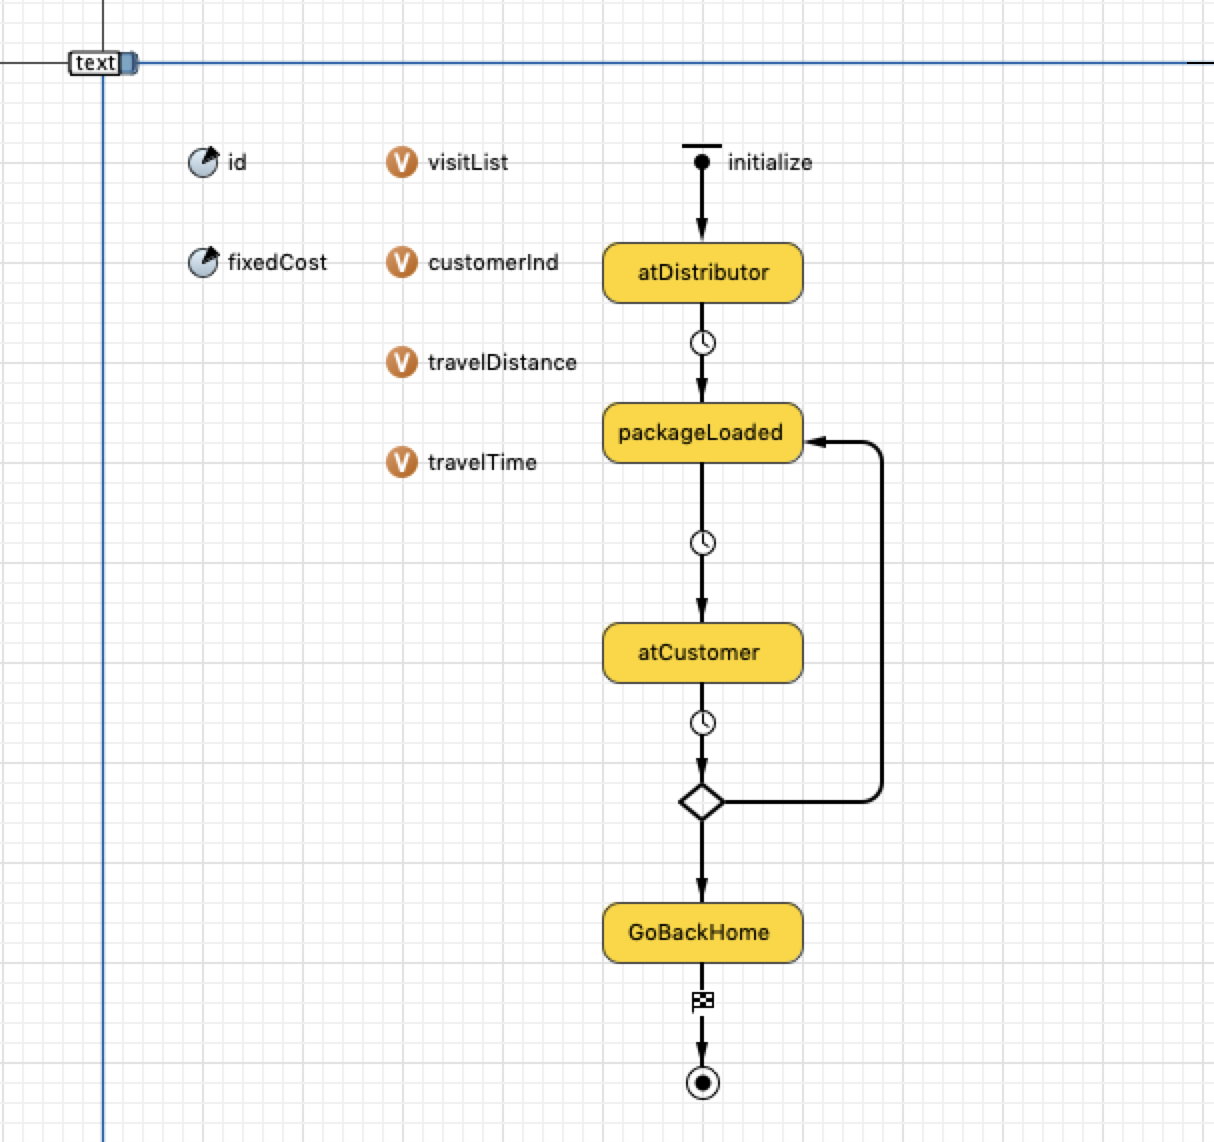 text
id
visitList
initialize
fixedCost
customerInd
atDistributor
travelDistance
packageLoaded
travelTime
atCustomer
GoBackHome